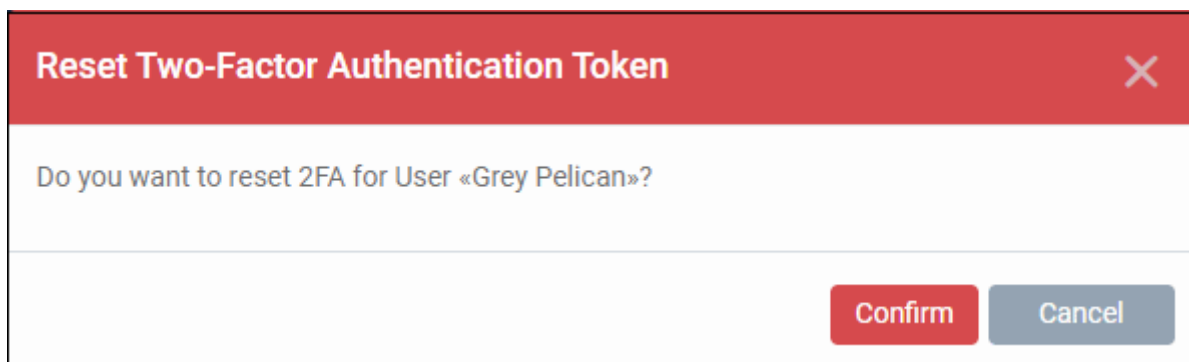 Reset Two-Factor Authentication Token
Do you want to reset 2FA for User «Grey Pelican»?
Confirm Cancel